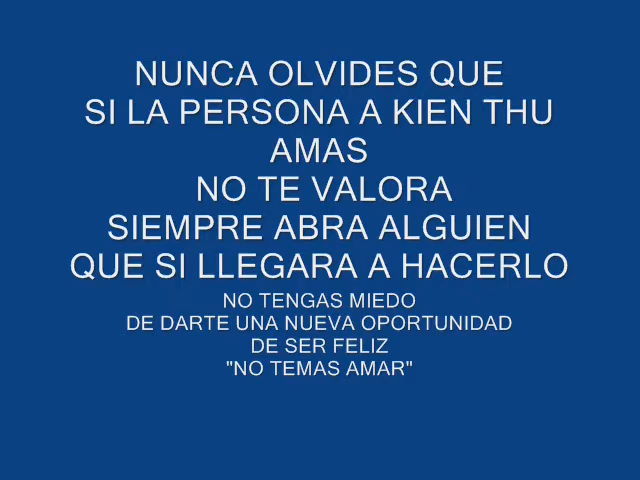 NUNCA OLVIDES QUE
SI LA PERSONA A KIEN THU
AMAS
NO TE VALORA
SIEMPRE ABRA ALGUIEN
QUE SI LLEGARA A HACERLO
NO TENGAS MIEDO
DE DARTE UNA NUEVA OPORTUNIDAD
DE SER FELIZ
"NO TEMAS AMAR"